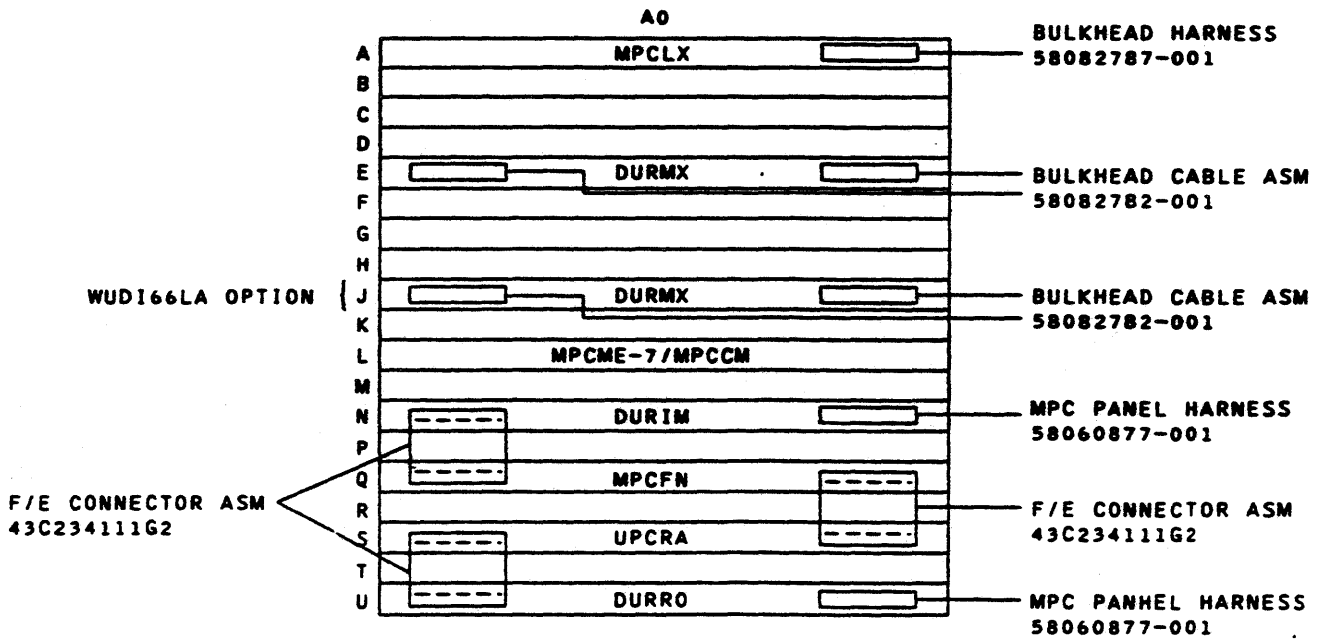 A0
BULKHEAD HARNESS
58082787-001
A MPCLX
B
C
D
E DURMX
BULKHEAD CABLE ASM
58082782-001
F
G
H
WUDI66LA OPTION { J DURMX
BULKHEAD CABLE ASM
58082782-001
K
L MPCME-7/MPCCM
M
N DURIM
MPC PANEL HARNESS
58060877-001
P
Q MPCFN
F/E CONNECTOR ASM
43C234111G2
R
F/E CONNECTOR ASM
43C234111G2
S UPCRA
T
U DURRO
MPC PANHEL HARNESS
58060877-001